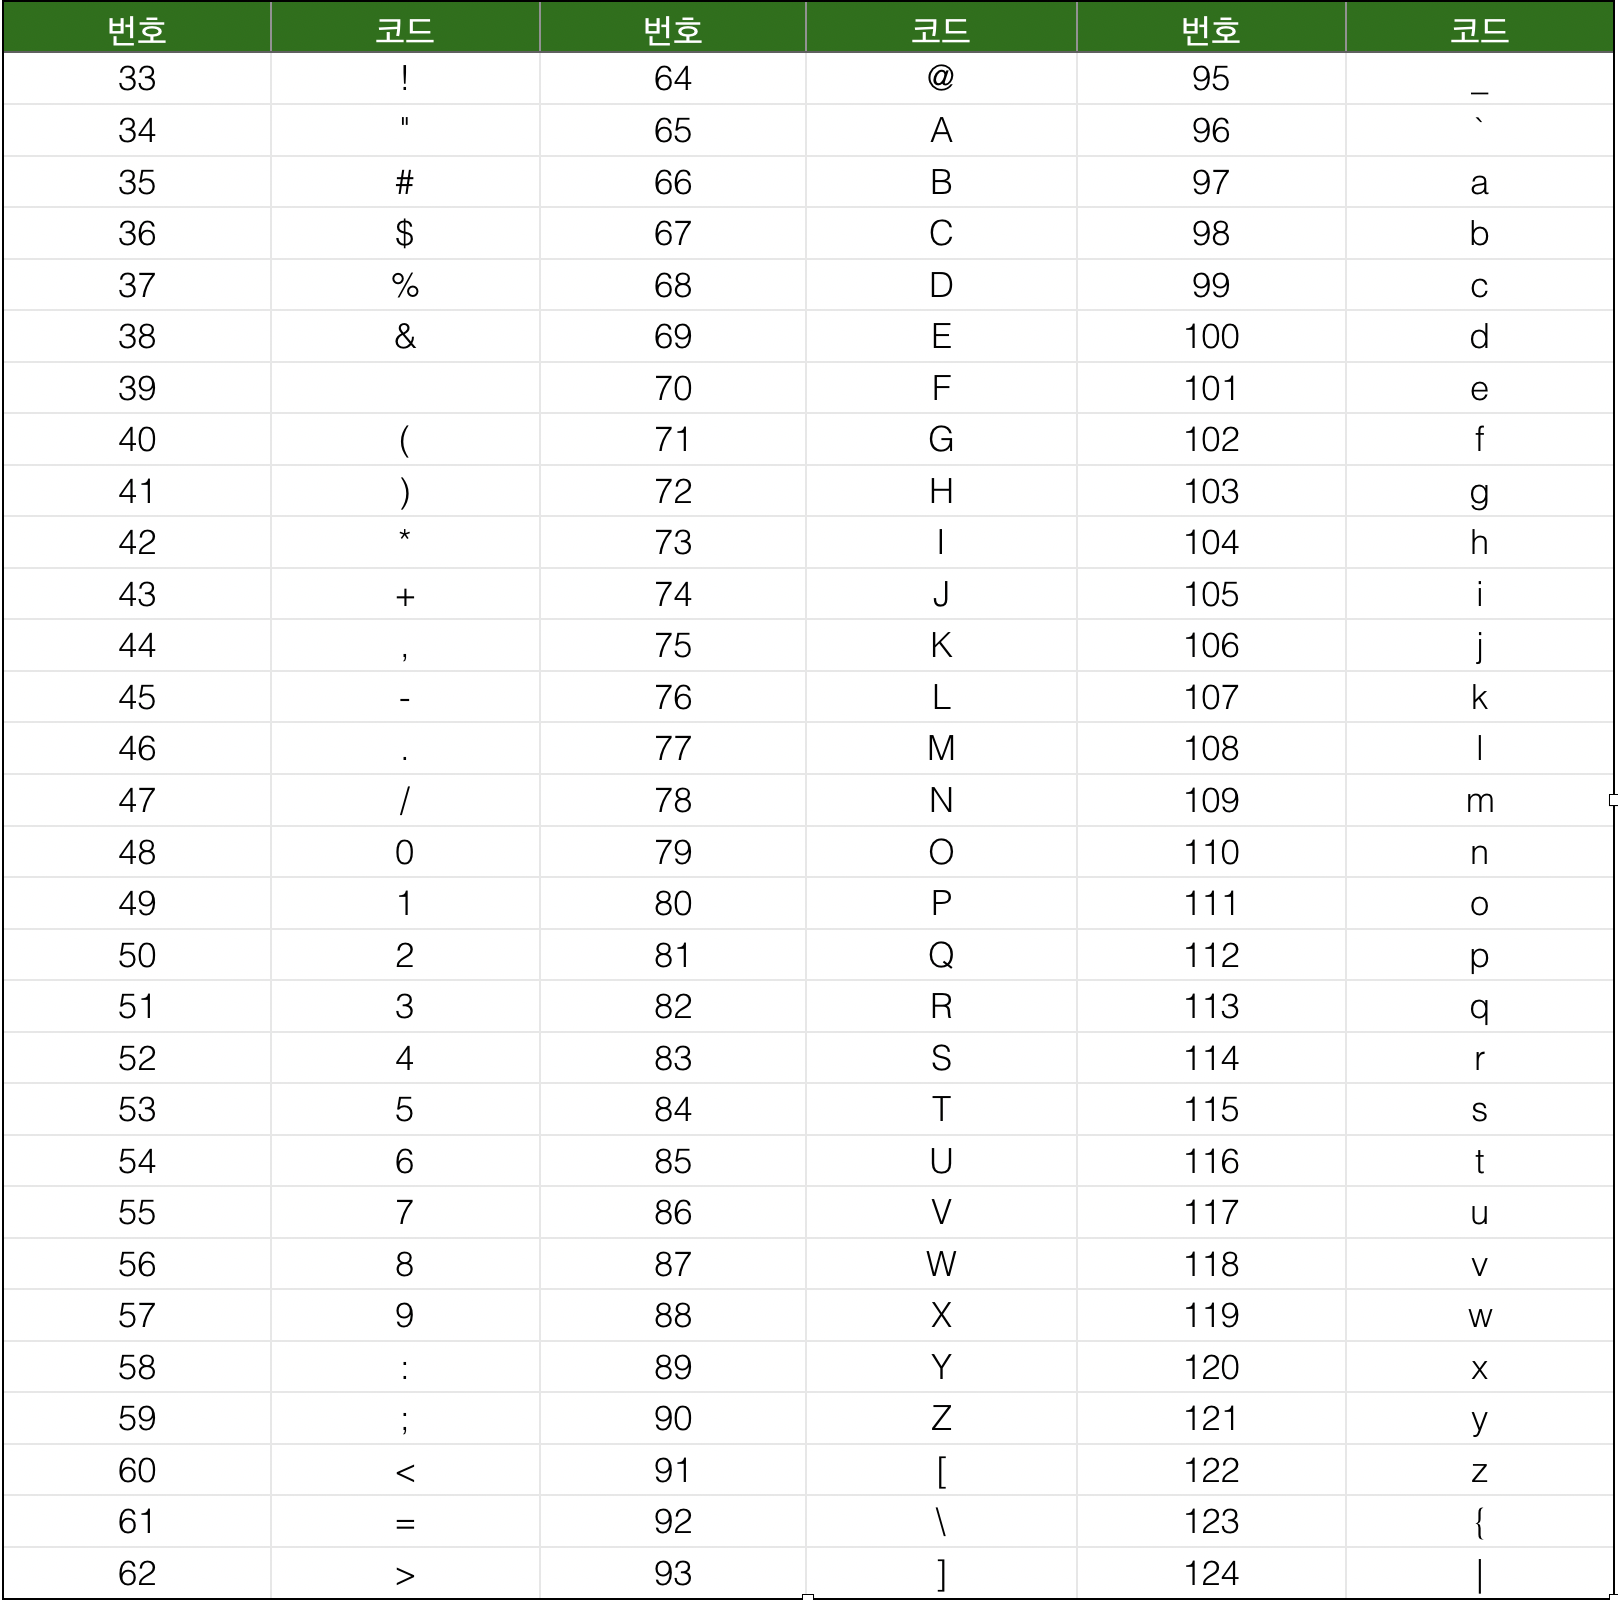 번호 코드 번호 코드 번호 코드
33 ! 64 @ 95 _
34 " 65 A 96 `
35 # 66 B 97 a
36 $ 67 C 98 b
37 % 68 D 99 c
38 & 69 E 100 d
39 70 F 101 e
40 ( 71 G 102 f
41 ) 72 H 103 g
42 * 73 I 104 h
43 + 74 J 105 i
44 , 75 K 106 j
45 - 76 L 107 k
46 . 77 M 108 l
47 / 78 N 109 m
48 0 79 O 110 n
49 1 80 P 111 o
50 2 81 Q 112 p
51 3 82 R 113 q
52 4 83 S 114 r
53 5 84 T 115 s
54 6 85 U 116 t
55 7 86 V 117 u
56 8 87 W 118 v
57 9 88 X 119 w
58 : 89 Y 120 x
59 ; 90 Z 121 y
60 < 91 [ 122 z
61 = 92 \ 123 {
62 > 93 ] 124 |